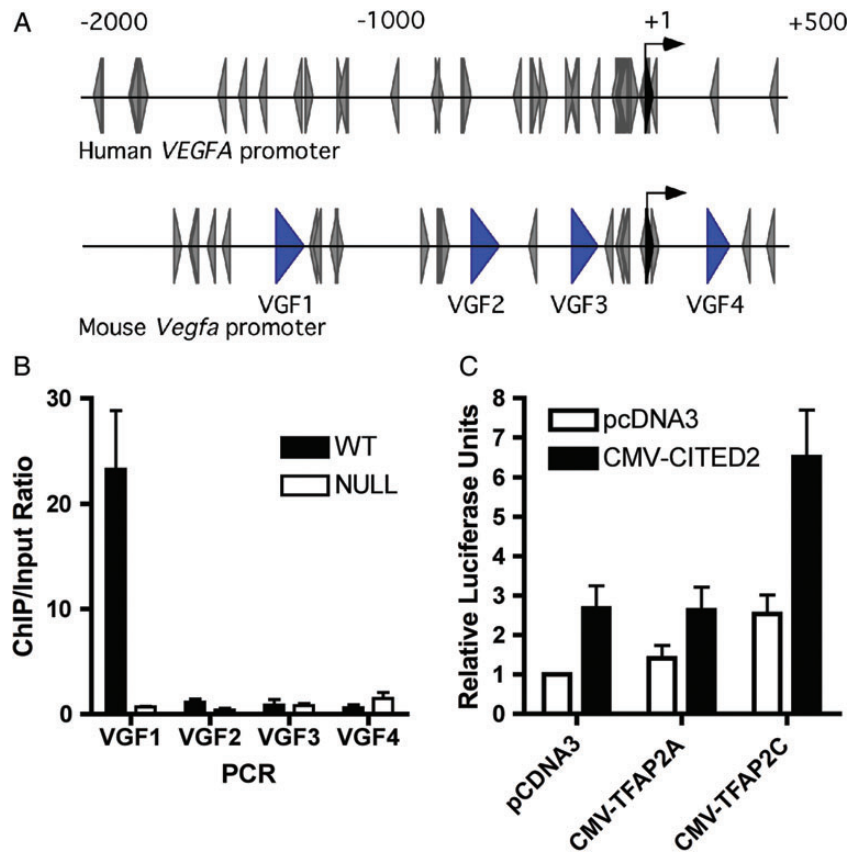 A
-2000 -1000 +1 +500
Human VEGFA promoter
VGF1 VGF2 VGF3 VGF4
Mouse Vegfa promoter
B
30
20
10
0
ChIP/Input Ratio
WT
NULL
VGF1 VGF2 VGF3 VGF4
PCR
C
8
7
6
5
4
3
2
1
0
Relative Luciferase Units
pcDNA3
CMV-CITED2
pCDNA3
CMV-TFAP2A
CMV-TFAP2C